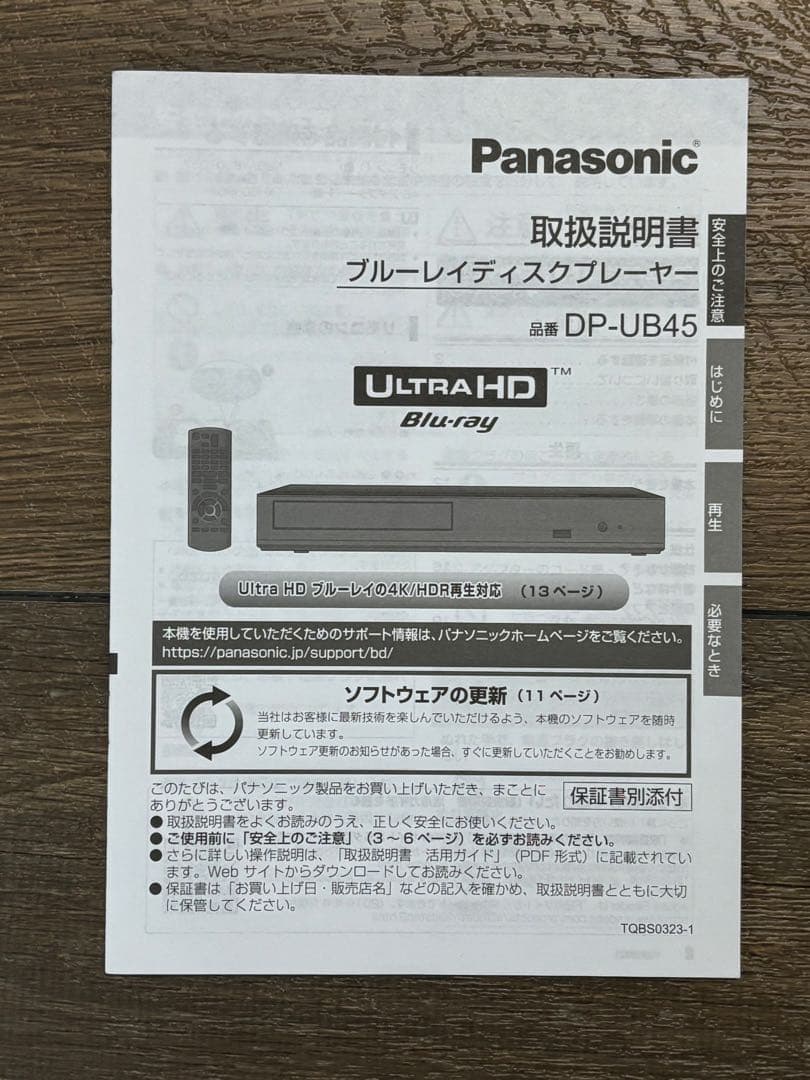 Panasonic®
取扱説明書
ブルーレイディスクプレーヤー
品番 DP-UB45
ULTRA HD™
Blu-ray
安全上のご注意
はじめに
再生
必要なとき
Ultra HD ブルーレイの4K/HDR再生対応 (13ページ)
本機を使用していただくためのサポート情報は、パナソニックホームページをご覧ください。
https://panasonic.jp/support/bd/
ソフトウェアの更新 (11ページ)
当社はお客様に最新技術を楽しんでいただけるよう、本機のソフトウェアを随時
更新しています。
ソフトウェア更新のお知らせがあった場合、すぐに更新していただくことをお勧めします。
このたびは、パナソニック製品をお買い上げいただき、まことに
ありがとうございます。
保証書別添付
● 取扱説明書をよくお読みのうえ、正しく安全にお使いください。
● ご使用前に「安全上のご注意」(3～6ページ)を必ずお読みください。
● さらに詳しい操作説明は、「取扱説明書 活用ガイド」(PDF 形式)に記載されてい
ます。Web サイトからダウンロードしてお読みください。
● 保証書は「お買い上げ日・販売店名」などの記入を確かめ、取扱説明書とともに大切
に保管してください。
TQBS0323-1